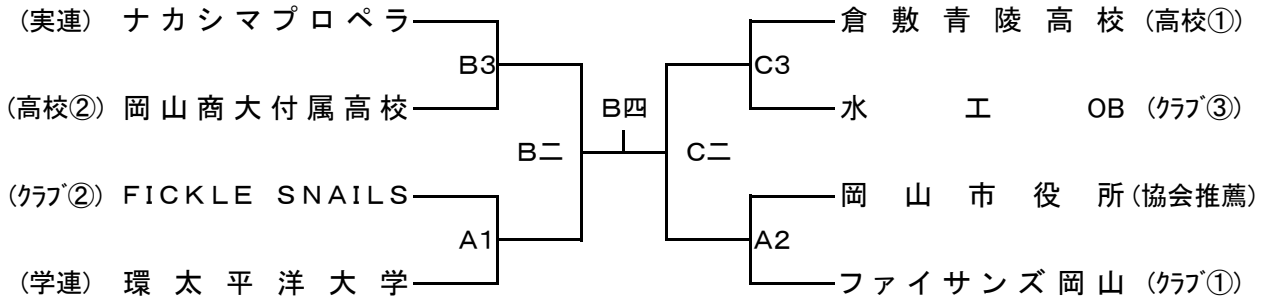 (実連) ナカシマプロペラ
B3
(高校②) 岡山商大付属高校
B二
(ｸﾗﾌﾞ②) FICKLE SNAILS
A1
(学連) 環太平洋大学
B四
倉敷青陵高校 (高校①)
C3
水工OB (ｸﾗﾌﾞ③)
C二
岡山市役所 (協会推薦)
A2
ファイサンズ岡山 (ｸﾗﾌﾞ①)